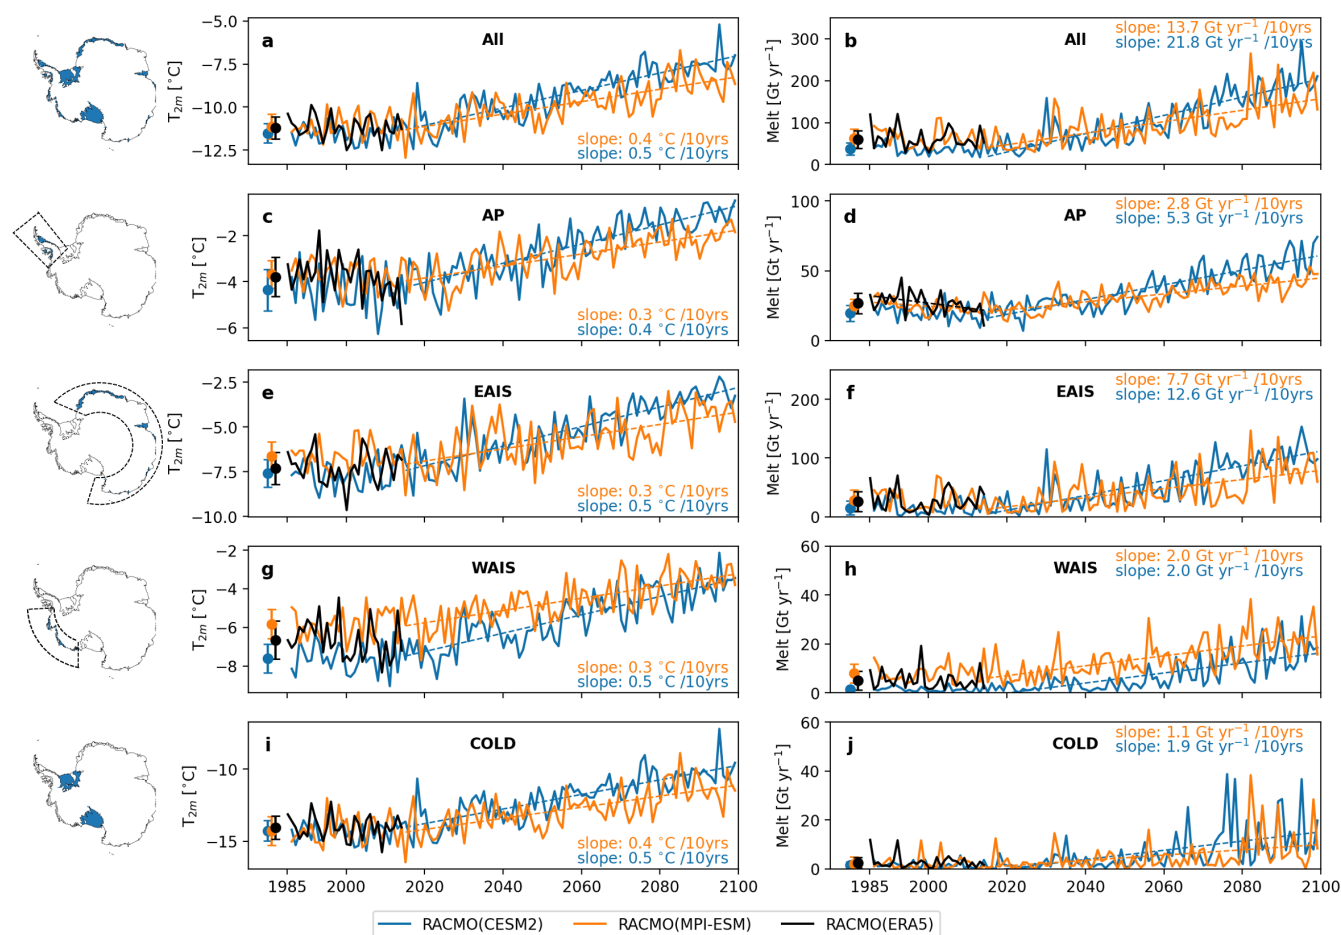 a
All
T2m [°C]
−5.0
−7.5
−10.0
−12.5
slope: 0.4 °C /10yrs
slope: 0.5 °C /10yrs
b
All
Melt [Gt yr−1]
300
200
100
0
slope: 13.7 Gt yr−1 /10yrs
slope: 21.8 Gt yr−1 /10yrs
c
AP
T2m [°C]
−2
−4
−6
slope: 0.3 °C /10yrs
slope: 0.4 °C /10yrs
d
AP
Melt [Gt yr−1]
100
50
0
slope: 2.8 Gt yr−1 /10yrs
slope: 5.3 Gt yr−1 /10yrs
e
EAIS
T2m [°C]
−2.5
−5.0
−7.5
−10.0
slope: 0.3 °C /10yrs
slope: 0.5 °C /10yrs
f
EAIS
Melt [Gt yr−1]
200
100
0
slope: 7.7 Gt yr−1 /10yrs
slope: 12.6 Gt yr−1 /10yrs
g
WAIS
T2m [°C]
−2
−4
−6
−8
slope: 0.3 °C /10yrs
slope: 0.5 °C /10yrs
h
WAIS
Melt [Gt yr−1]
60
40
20
0
slope: 2.0 Gt yr−1 /10yrs
slope: 2.0 Gt yr−1 /10yrs
i
COLD
T2m [°C]
−10
−15
slope: 0.4 °C /10yrs
slope: 0.5 °C /10yrs
1985 2000 2020 2040 2060 2080 2100
j
COLD
Melt [Gt yr−1]
60
40
20
0
slope: 1.1 Gt yr−1 /10yrs
slope: 1.9 Gt yr−1 /10yrs
1985 2000 2020 2040 2060 2080 2100
RACMO(CESM2) RACMO(MPI-ESM) RACMO(ERA5)